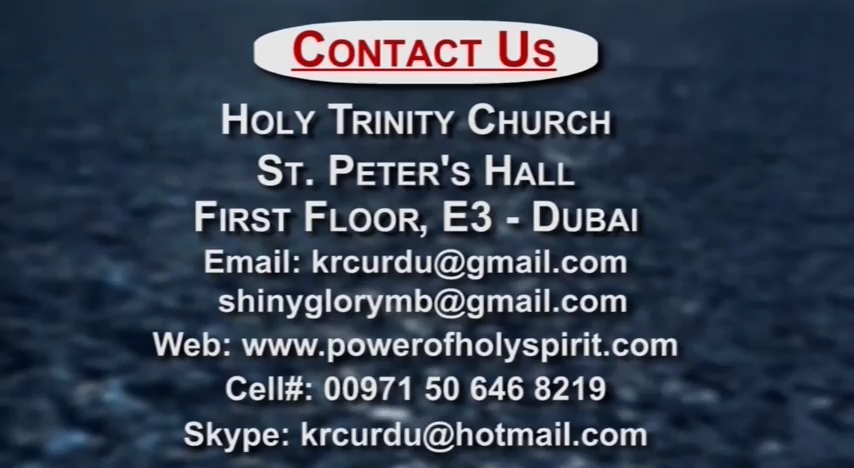 CONTACT US
HOLY TRINITY CHURCH
ST. PETER'S HALL
FIRST FLOOR, E3 - DUBAI
Email: krcurdu@gmail.com
shinyglorymb@gmail.com
Web: www.powerofholyspirit.com
Cell#: 00971 50 646 8219
Skype: krcurdu@hotmail.com